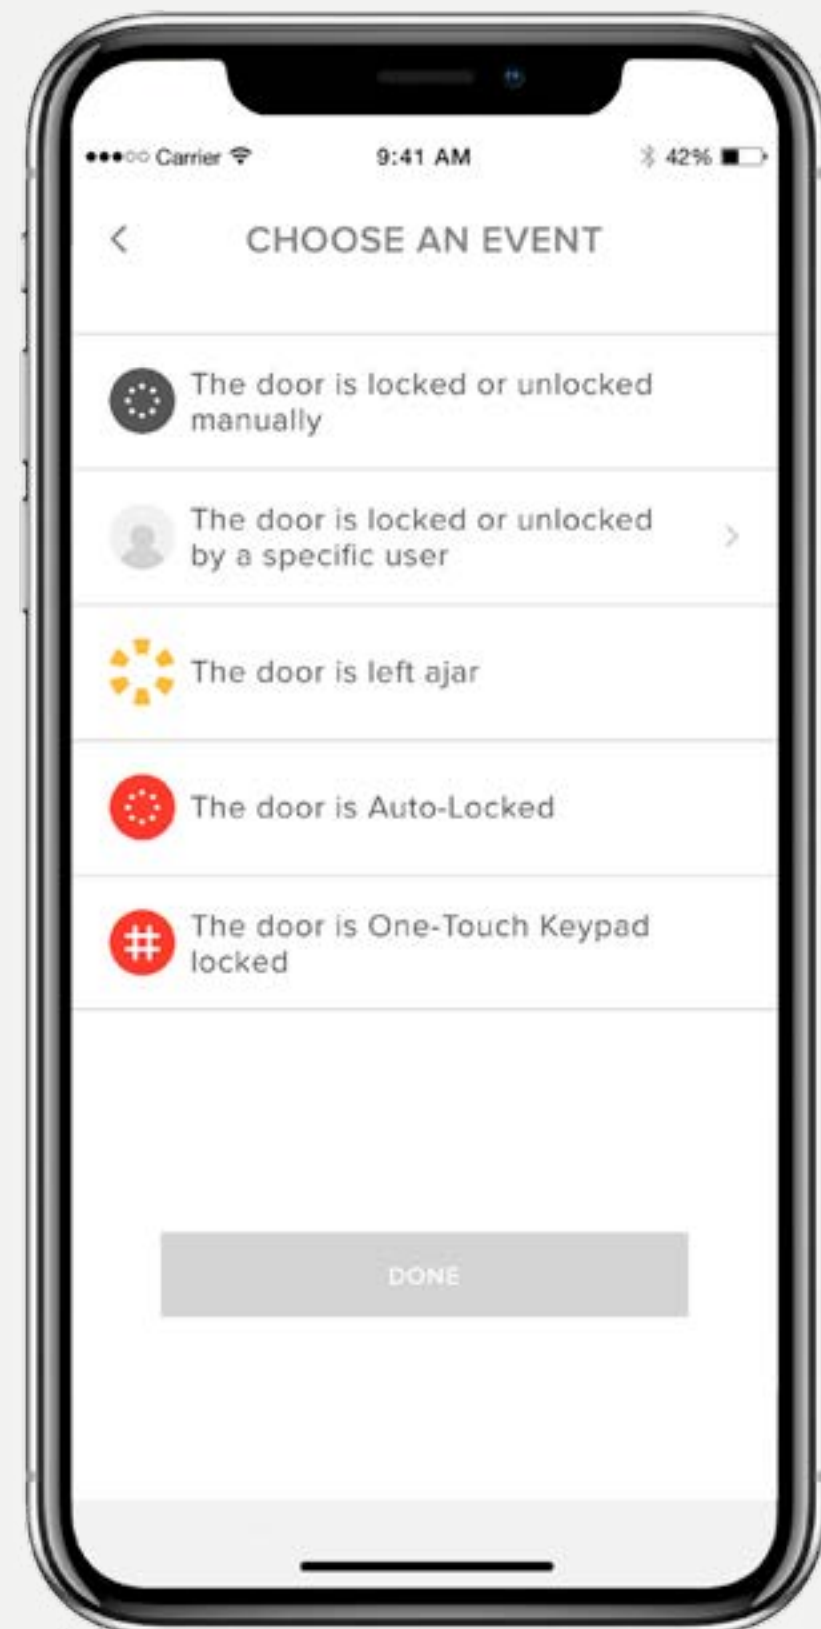 Carrier 9:41 AM 42%
CHOOSE AN EVENT
The door is locked or unlocked
manually
The door is locked or unlocked
by a specific user
The door is left ajar
The door is Auto-Locked
The door is One-Touch Keypad
locked
DONE